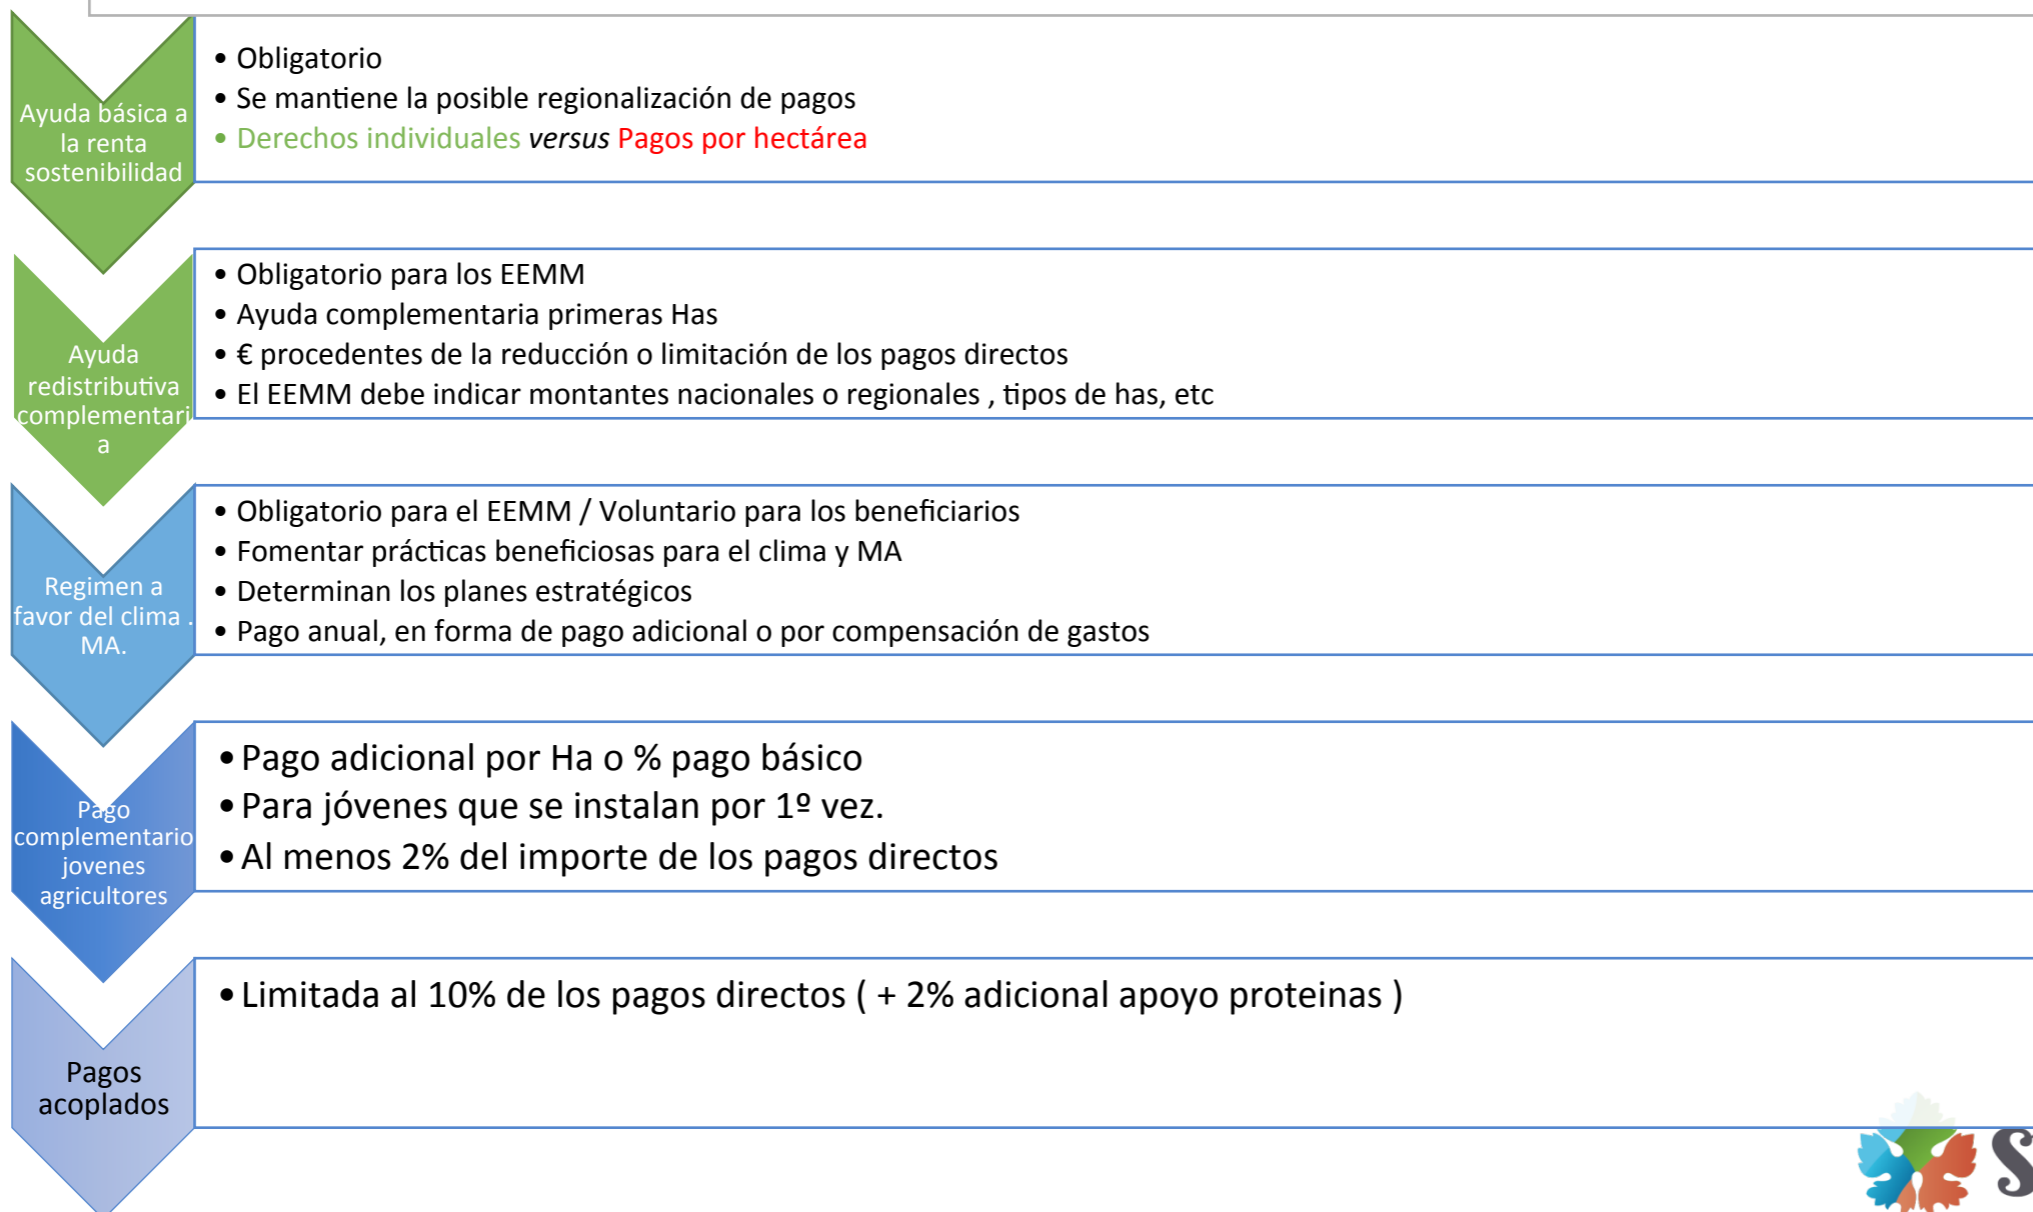 Ayuda básica a
la renta
sostenibilidad
• Obligatorio
• Se mantiene la posible regionalización de pagos
• Derechos individuales versus Pagos por hectárea
Ayuda
redistributiva
complementari
a
• Obligatorio para los EEMM
• Ayuda complementaria primeras Has
• € procedentes de la reducción o limitación de los pagos directos
• El EEMM debe indicar montantes nacionales o regionales , tipos de has, etc
Regimen a
favor del clima .
MA.
• Obligatorio para el EEMM / Voluntario para los beneficiarios
• Fomentar prácticas beneficiosas para el clima y MA
• Determinan los planes estratégicos
• Pago anual, en forma de pago adicional o por compensación de gastos
Pago
complementario
jovenes
agricultores
• Pago adicional por Ha o % pago básico
• Para jóvenes que se instalan por 1º vez.
• Al menos 2% del importe de los pagos directos
Pagos
acoplados
• Limitada al 10% de los pagos directos ( + 2% adicional apoyo proteinas )